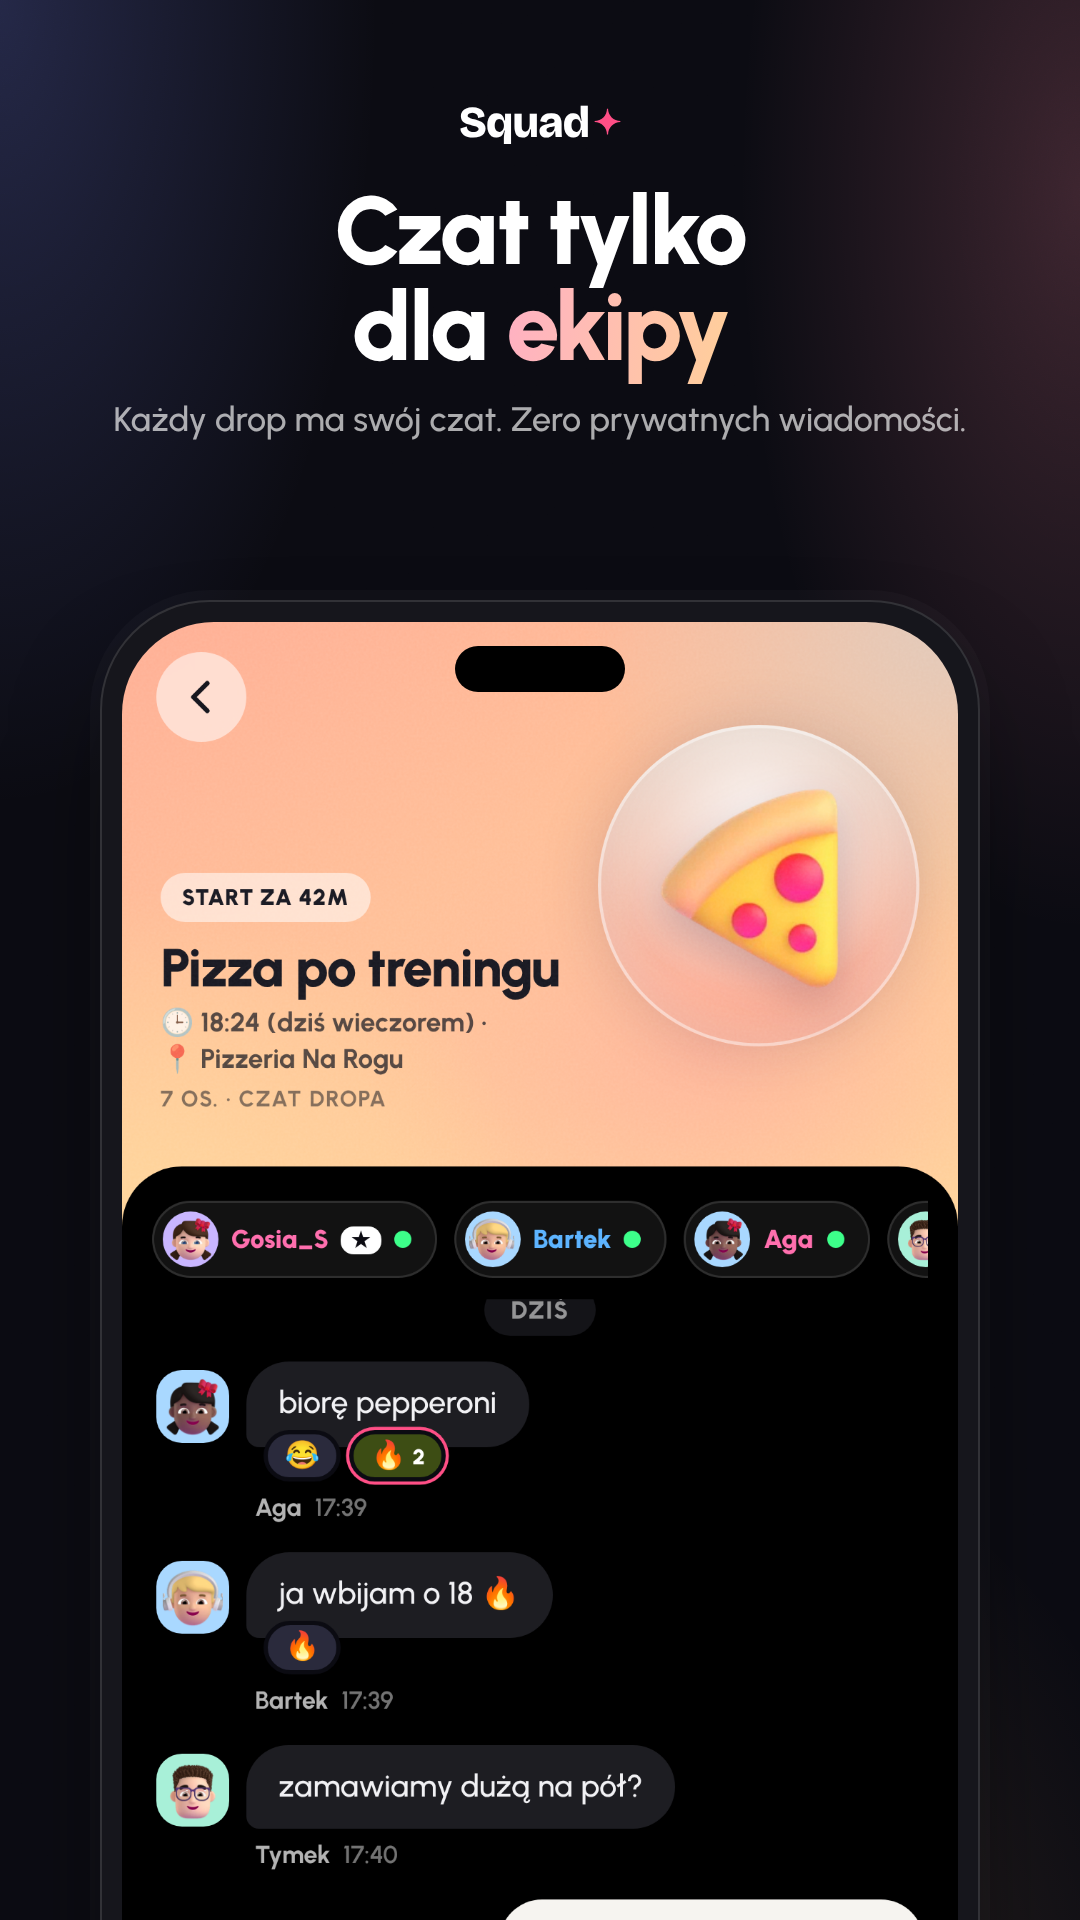 Squad
Czat tylko
dla ekipy
Każdy drop ma swój czat. Zero prywatnych wiadomości.
START ZA 42M
Pizza po treningu
🕒 18:24 (dziś wieczorem) ·
📍 Pizzeria Na Rogu
7 OS. · CZAT DROPA
Gosia_S ★ Bartek Aga
DZIŚ
biorę pepperoni
😂 🔥 2
Aga 17:39
ja wbijam o 18 🔥
🔥
Bartek 17:39
zamawiamy dużą na pół?
Tymek 17:40